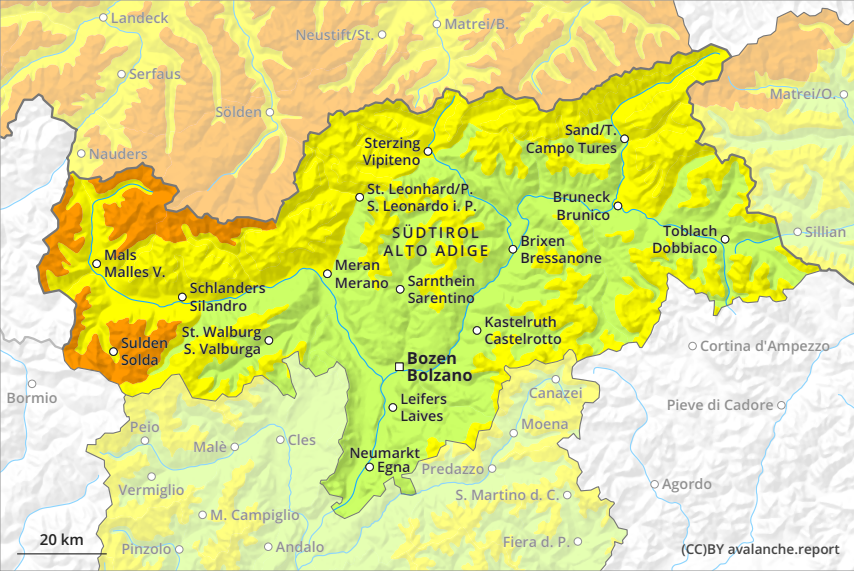 Landeck
Matrei/B.
Neustift/St.
Serfaus
Matrei/O.
Sölden
Sterzing
Vipiteno
Sand/T.
Campo Tures
Nauders
St. Leonhard/P.
S. Leonardo i. P.
Bruneck
Brunico
SÜDTIROL
ALTO ADIGE
Toblach
Dobbiaco
Sillian
Brixen
Bressanone
Mals
Malles V.
Meran
Merano
Sarnthein
Sarentino
Schlanders
Silandro
Kastelruth
Castelrotto
St. Walburg
S. Valburga
Sulden
Solda
Cortina d'Ampezzo
Bozen
Bolzano
Bormio
Canazei
Leifers
Laives
Pieve di Cadore
Peio
Moena
Malè
Cles
Neumarkt
Egna
Predazzo
Vermiglio
Agordo
S. Martino d. C.
M. Campiglio
20 km
Pinzolo
Andalo
Fiera d. P.
(CC)BY avalanche.report